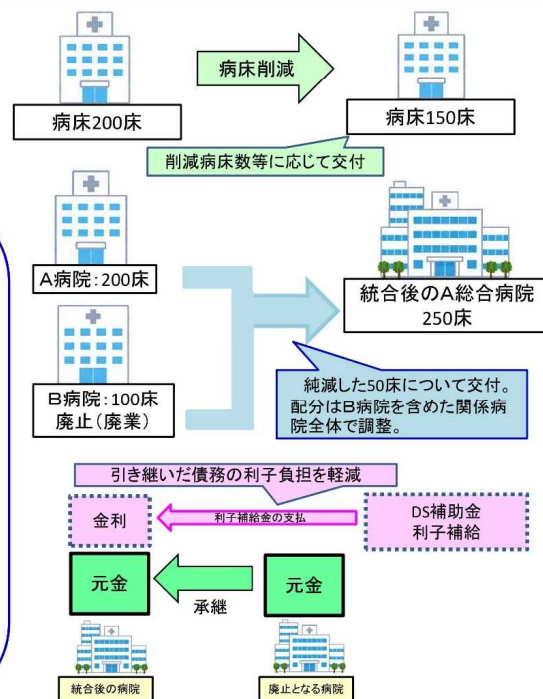 病床削減
病床200床
病床150床
削減病床数等に応じて交付
A病院:200床
統合後のA総合病院
250床
B病院:100床
廃止(廃業)
純減した50床について交付。
配分はB病院を含めた関係病
院全体で調整。
引き継いだ債務の利子負担を軽減
金利
利子補給金の支払
DS補助金
利子補給
元金
承継
元金
統合後の病院
廃止となる病院